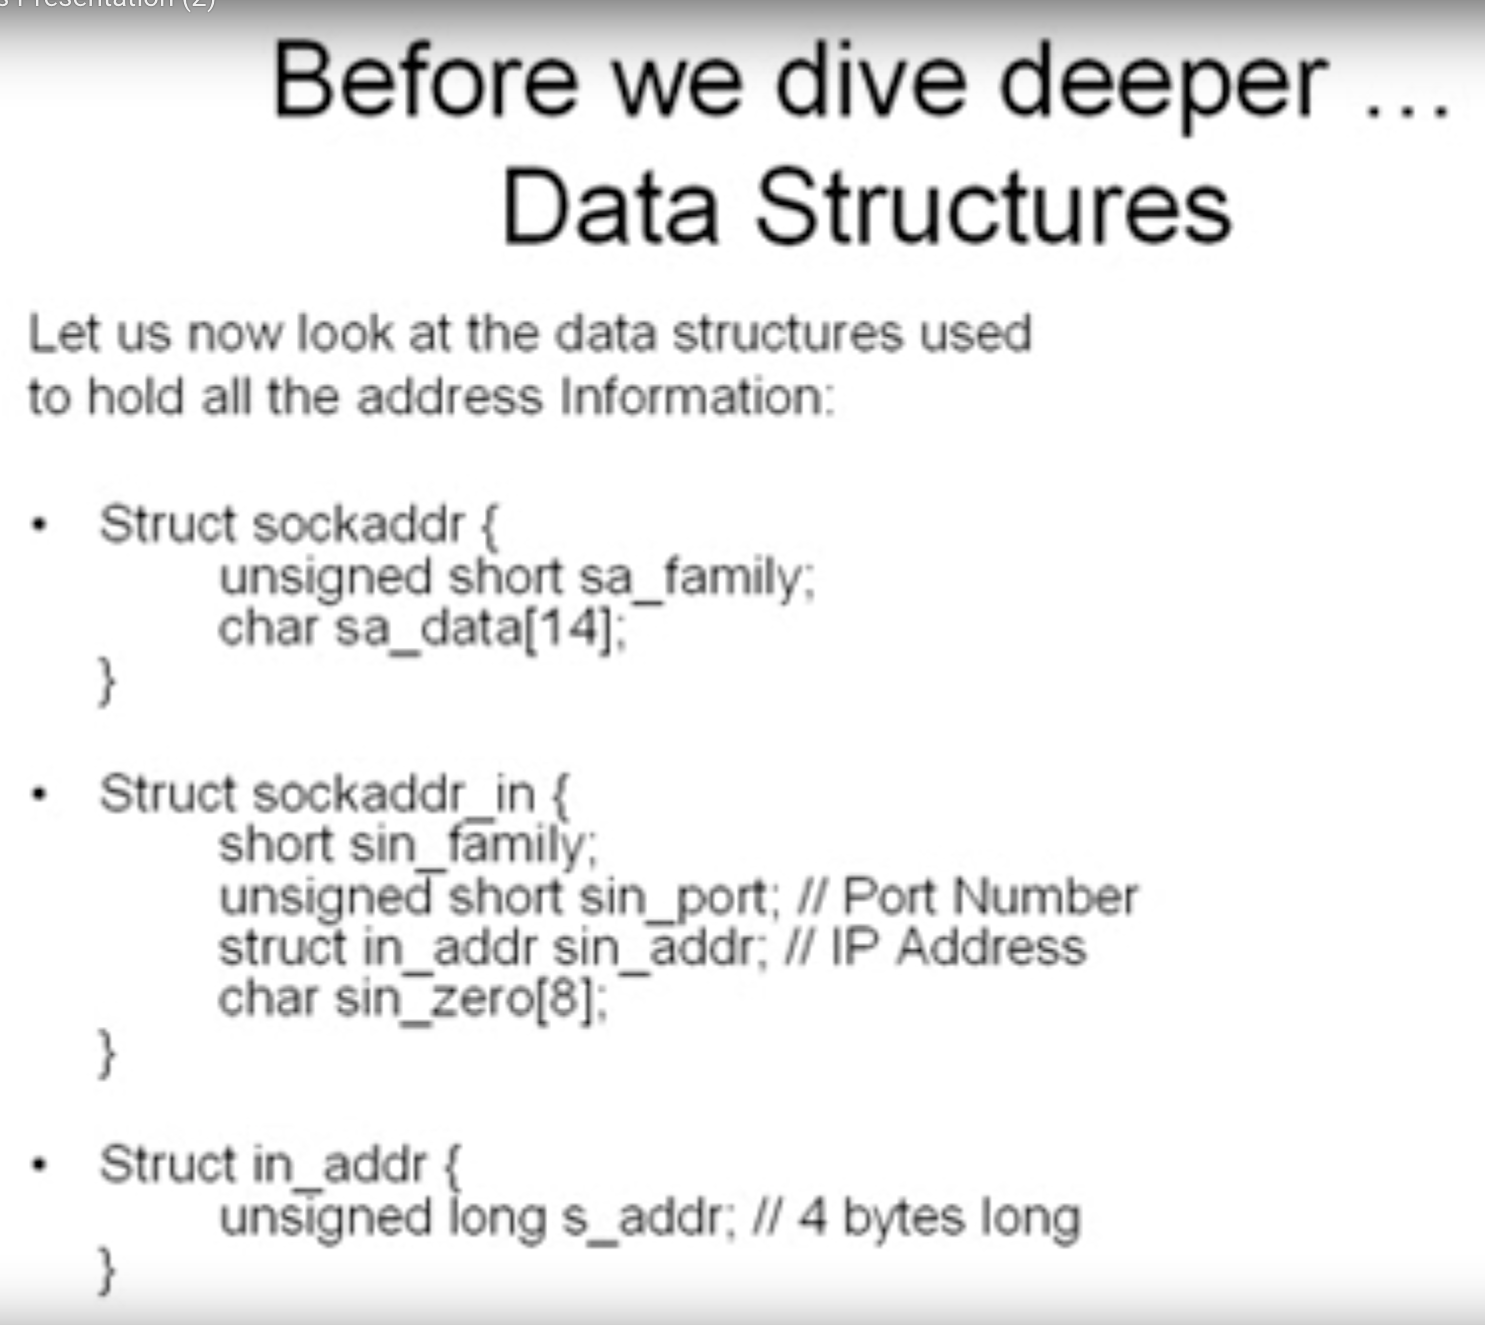 Presentation (2)
Before we dive deeper ...
Data Structures
Let us now look at the data structures used
to hold all the address Information:
• Struct sockaddr {
unsigned short sa_family;
char sa_data[14];
}
• Struct sockaddr_in {
short sin_family;
unsigned short sin_port; // Port Number
struct in_addr sin_addr; // IP Address
char sin_zero[8];
}
• Struct in_addr {
unsigned long s_addr; // 4 bytes long
}